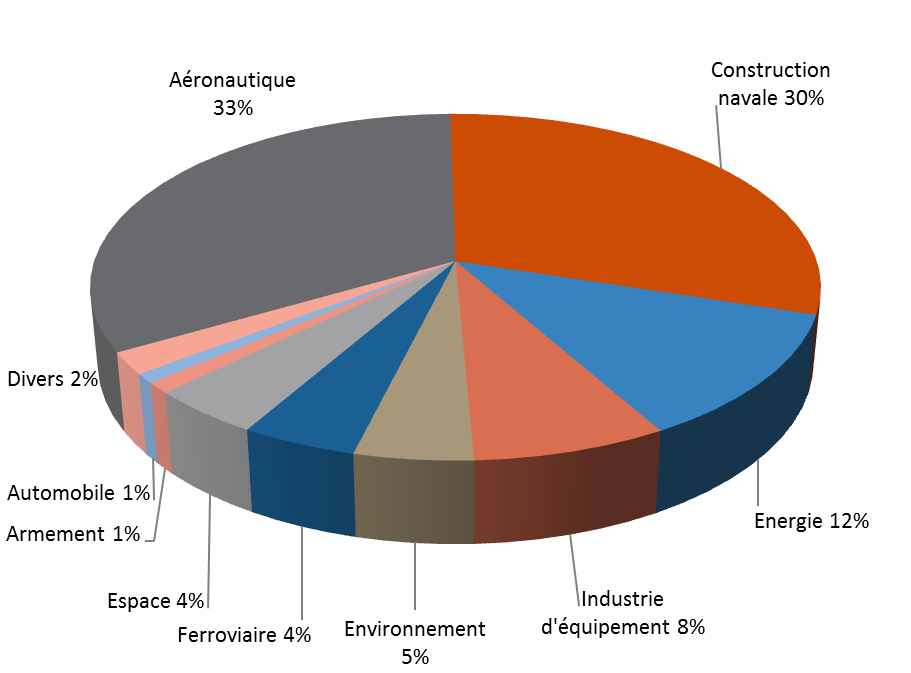 Aéronautique
33%
Construction
navale 30%
Divers 2%
Automobile 1%
Armement 1%
Energie 12%
Espace 4%
Ferroviaire 4%
Environnement
5%
Industrie
d'équipement 8%